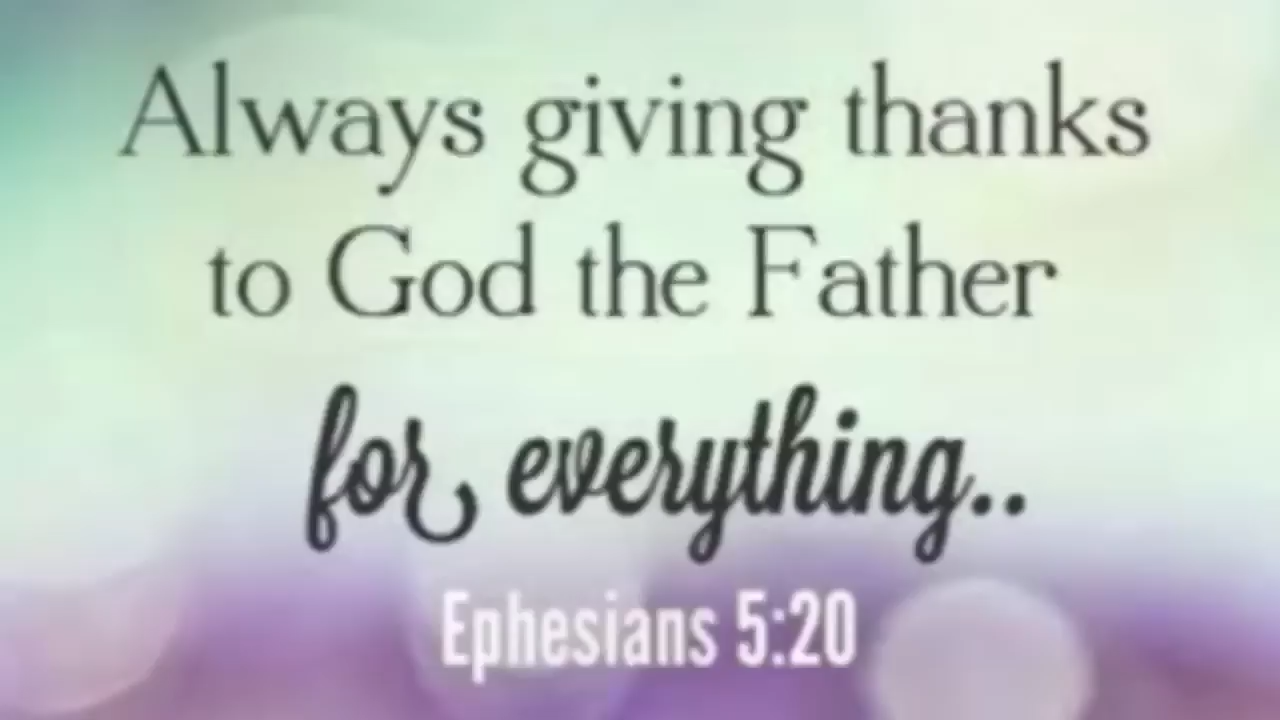 Always giving thanks
to God the Father
for everything..
Ephesians 5:20